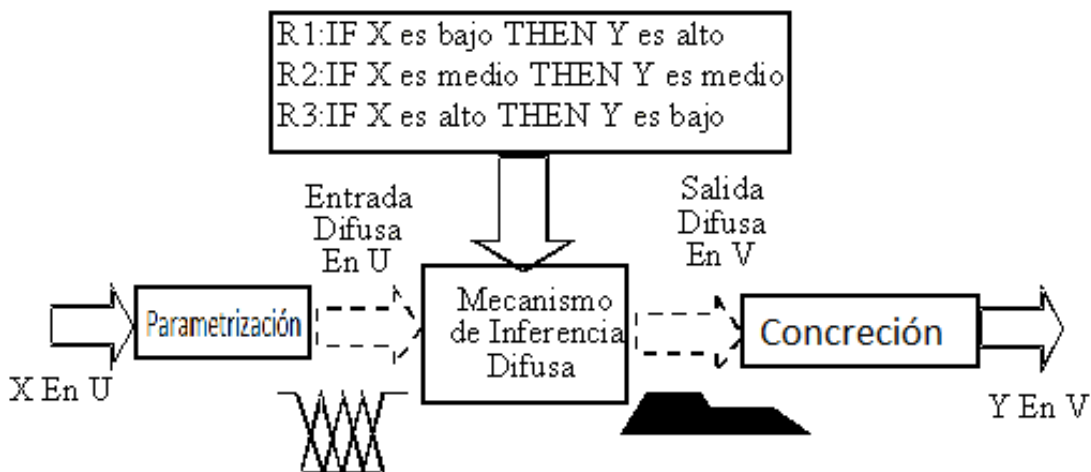 R1:IF X es bajo THEN Y es alto
R2:IF X es medio THEN Y es medio
R3:IF X es alto THEN Y es bajo
Entrada
Difusa
En U
Salida
Difusa
En V
Parametrización
Mecanismo
de Inferencia
Difusa
Concreción
X En U
Y En V